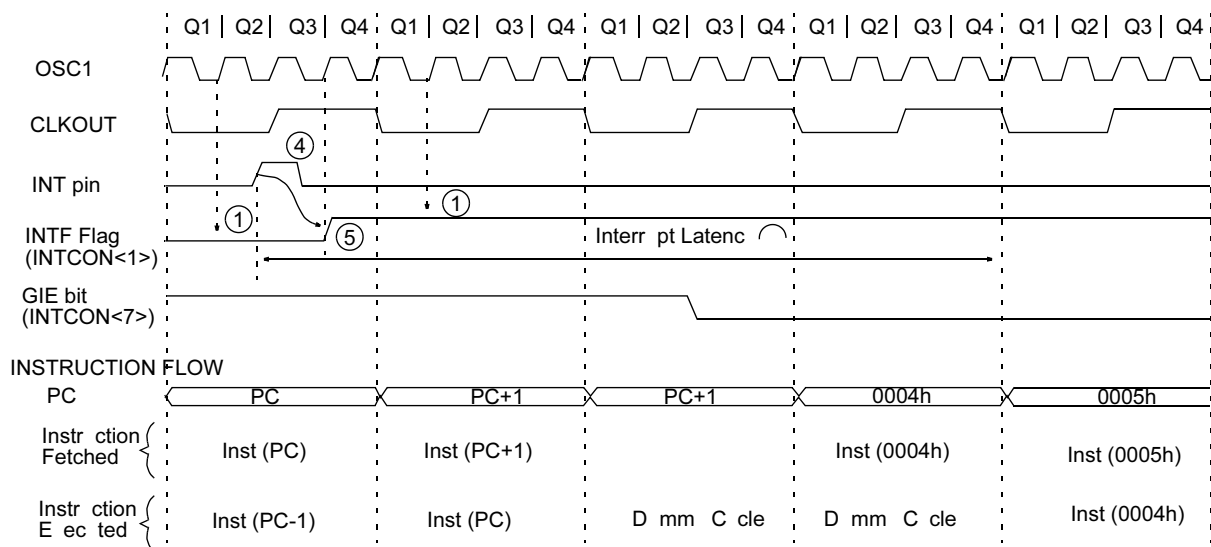 Q1 | Q2 | Q3 | Q4 Q1 | Q2 | Q3 | Q4 Q1 | Q2 | Q3 | Q4 Q1 | Q2 | Q3 | Q4 Q1 | Q2 | Q3 | Q4
OSC1
CLKOUT
4
INT pin
1 1
INTF Flag
(INTCON<1>)
5 Interr pt Latenc
GIE bit
(INTCON<7>)
INSTRUCTION FLOW
PC PC PC+1 PC+1 0004h 0005h
Instr ction
Fetched
Inst (PC) Inst (PC+1) Inst (0004h) Inst (0005h)
Instr ction
E ec ted
Inst (PC-1) Inst (PC) D mm C cle D mm C cle Inst (0004h)